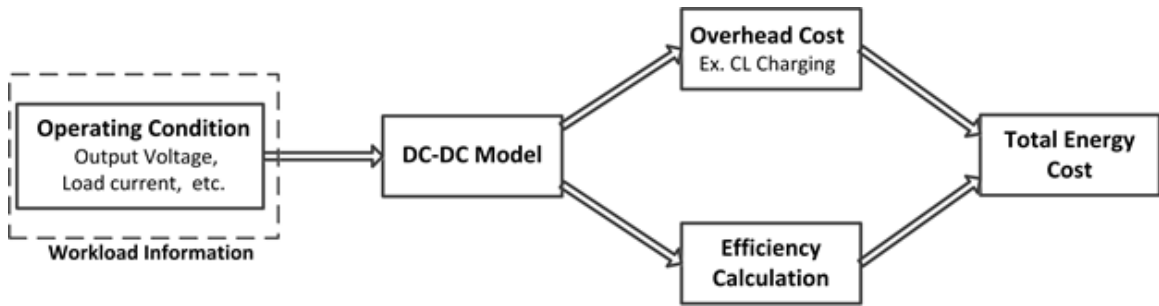 Operating Condition
Output Voltage,
Load current, etc.
Workload Information
DC-DC Model
Overhead Cost
Ex. CL Charging
Efficiency
Calculation
Total Energy
Cost